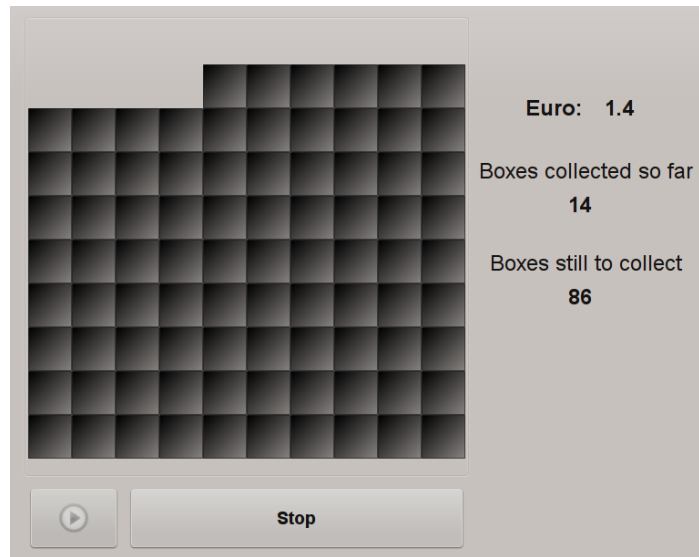 Euro: 1.4
Boxes collected so far
14
Boxes still to collect
86
Stop